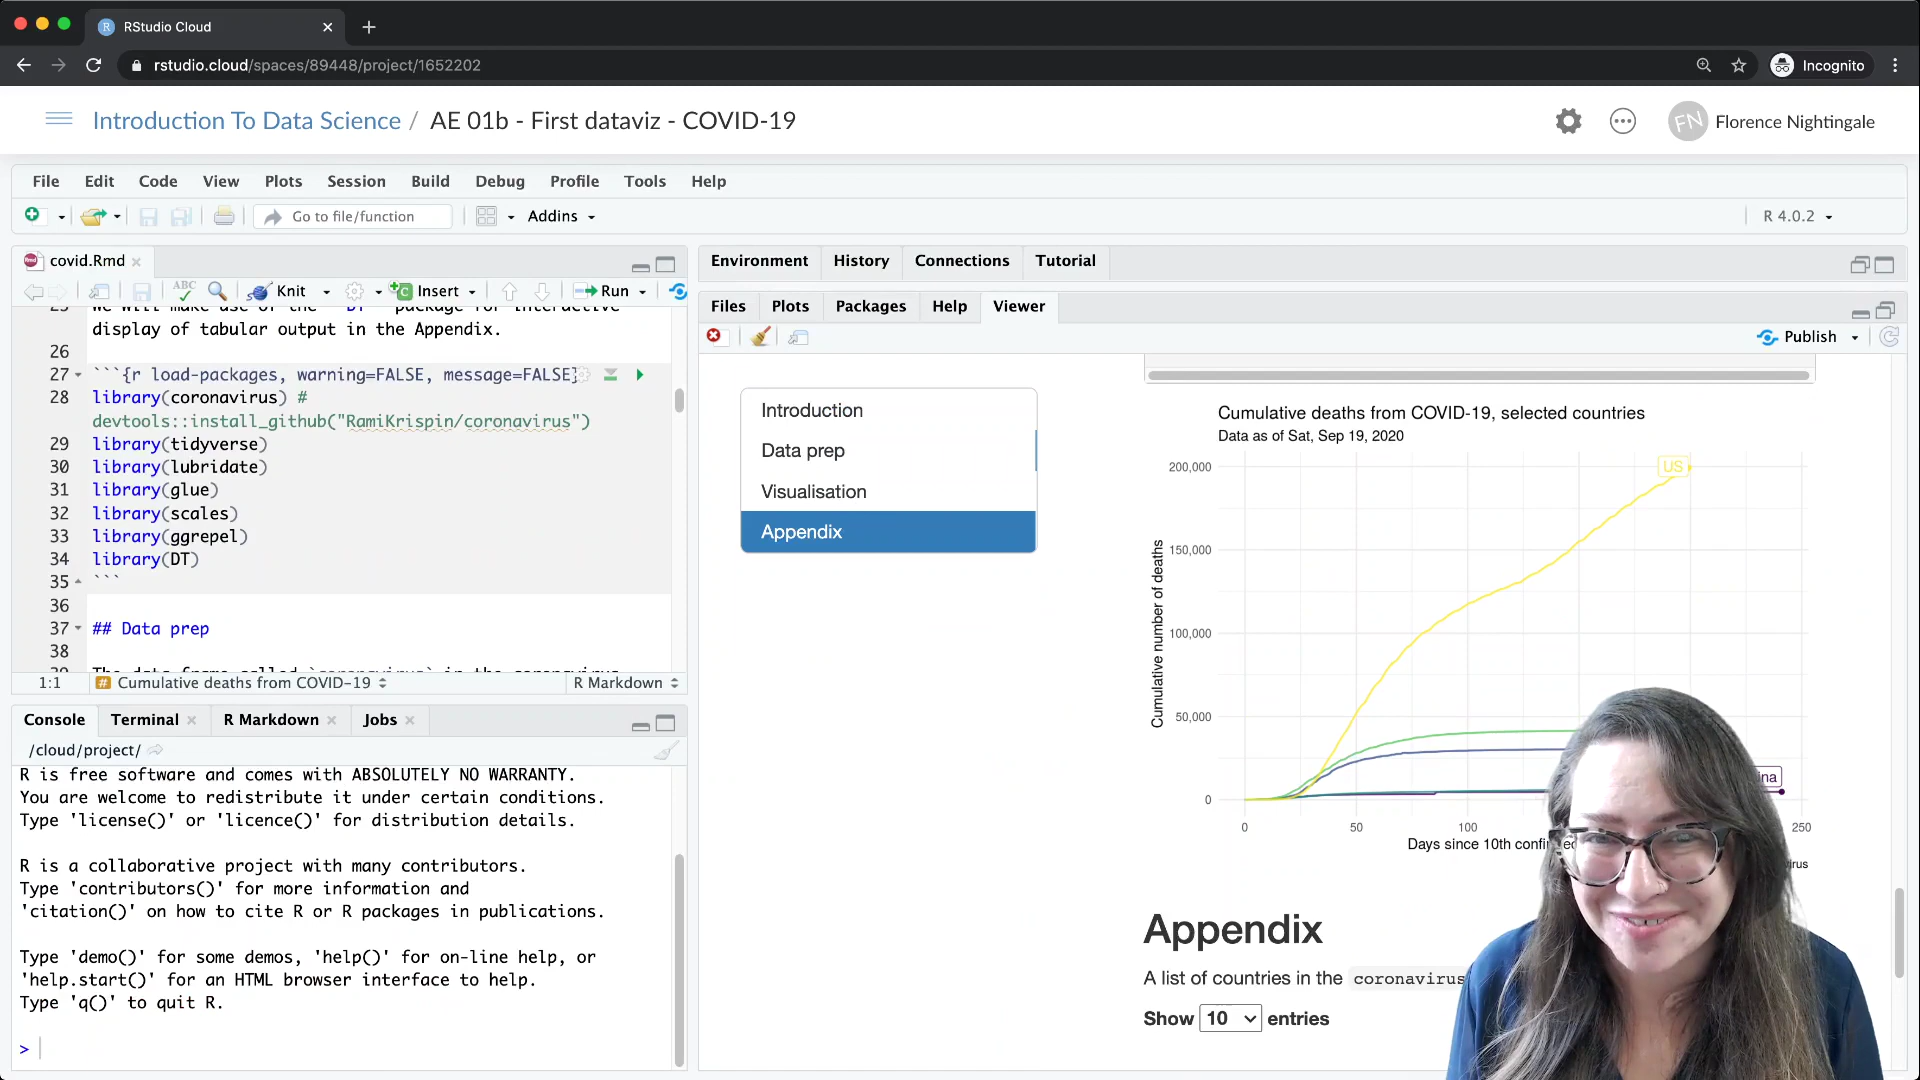 RStudio Cloud
rstudio.cloud/spaces/89448/project/1652202
Incognito
Introduction To Data Science / AE 01b - First dataviz - COVID-19
FN Florence Nightingale
File Edit Code View Plots Session Build Debug Profile Tools Help
Go to file/function
Addins
R 4.0.2
covid.Rmd
ABC
Knit
Insert
Run
display of tabular output in the Appendix.
26
27 ```{r load-packages, warning=FALSE, message=FALSE}
28 library(coronavirus) #
devtools::install_github("RamiKrispin/coronavirus")
29 library(tidyverse)
30 library(lubridate)
31 library(glue)
32 library(scales)
33 library(ggrepel)
34 library(DT)
35 ```
36
37 ## Data prep
38
1:1 # Cumulative deaths from COVID-19 R Markdown
Console Terminal R Markdown Jobs
/cloud/project/
R is free software and comes with ABSOLUTELY NO WARRANTY.
You are welcome to redistribute it under certain conditions.
Type 'license()' or 'licence()' for distribution details.
R is a collaborative project with many contributors.
Type 'contributors()' for more information and
'citation()' on how to cite R or R packages in publications.
Type 'demo()' for some demos, 'help()' for on-line help, or
'help.start()' for an HTML browser interface to help.
Type 'q()' to quit R.
>
Environment History Connections Tutorial
Files Plots Packages Help Viewer
Publish
Introduction
Data prep
Visualisation
Appendix
Cumulative deaths from COVID-19, selected countries
Data as of Sat, Sep 19, 2020
Cumulative number of deaths
200,000
150,000
100,000
50,000
0
US
ina
0 50 100 250
Days since 10th confi
virus
Appendix
A list of countries in the coronavirus
Show 10 entries